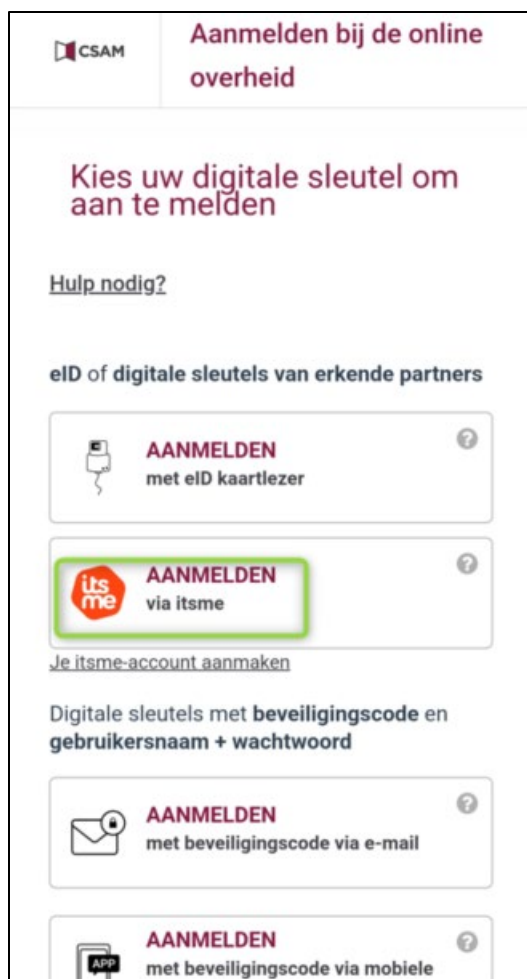 CSAM
Aanmelden bij de online
overheid
Kies uw digitale sleutel om
aan te melden
Hulp nodig?
eID of digitale sleutels van erkende partners
AANMELDEN
met eID kaartlezer
?
its
me
AANMELDEN
via itsme
?
Je itsme-account aanmaken
Digitale sleutels met beveiligingscode en
gebruikersnaam + wachtwoord
AANMELDEN
met beveiligingscode via e-mail
?
APP
AANMELDEN
met beveiligingscode via mobiele
?